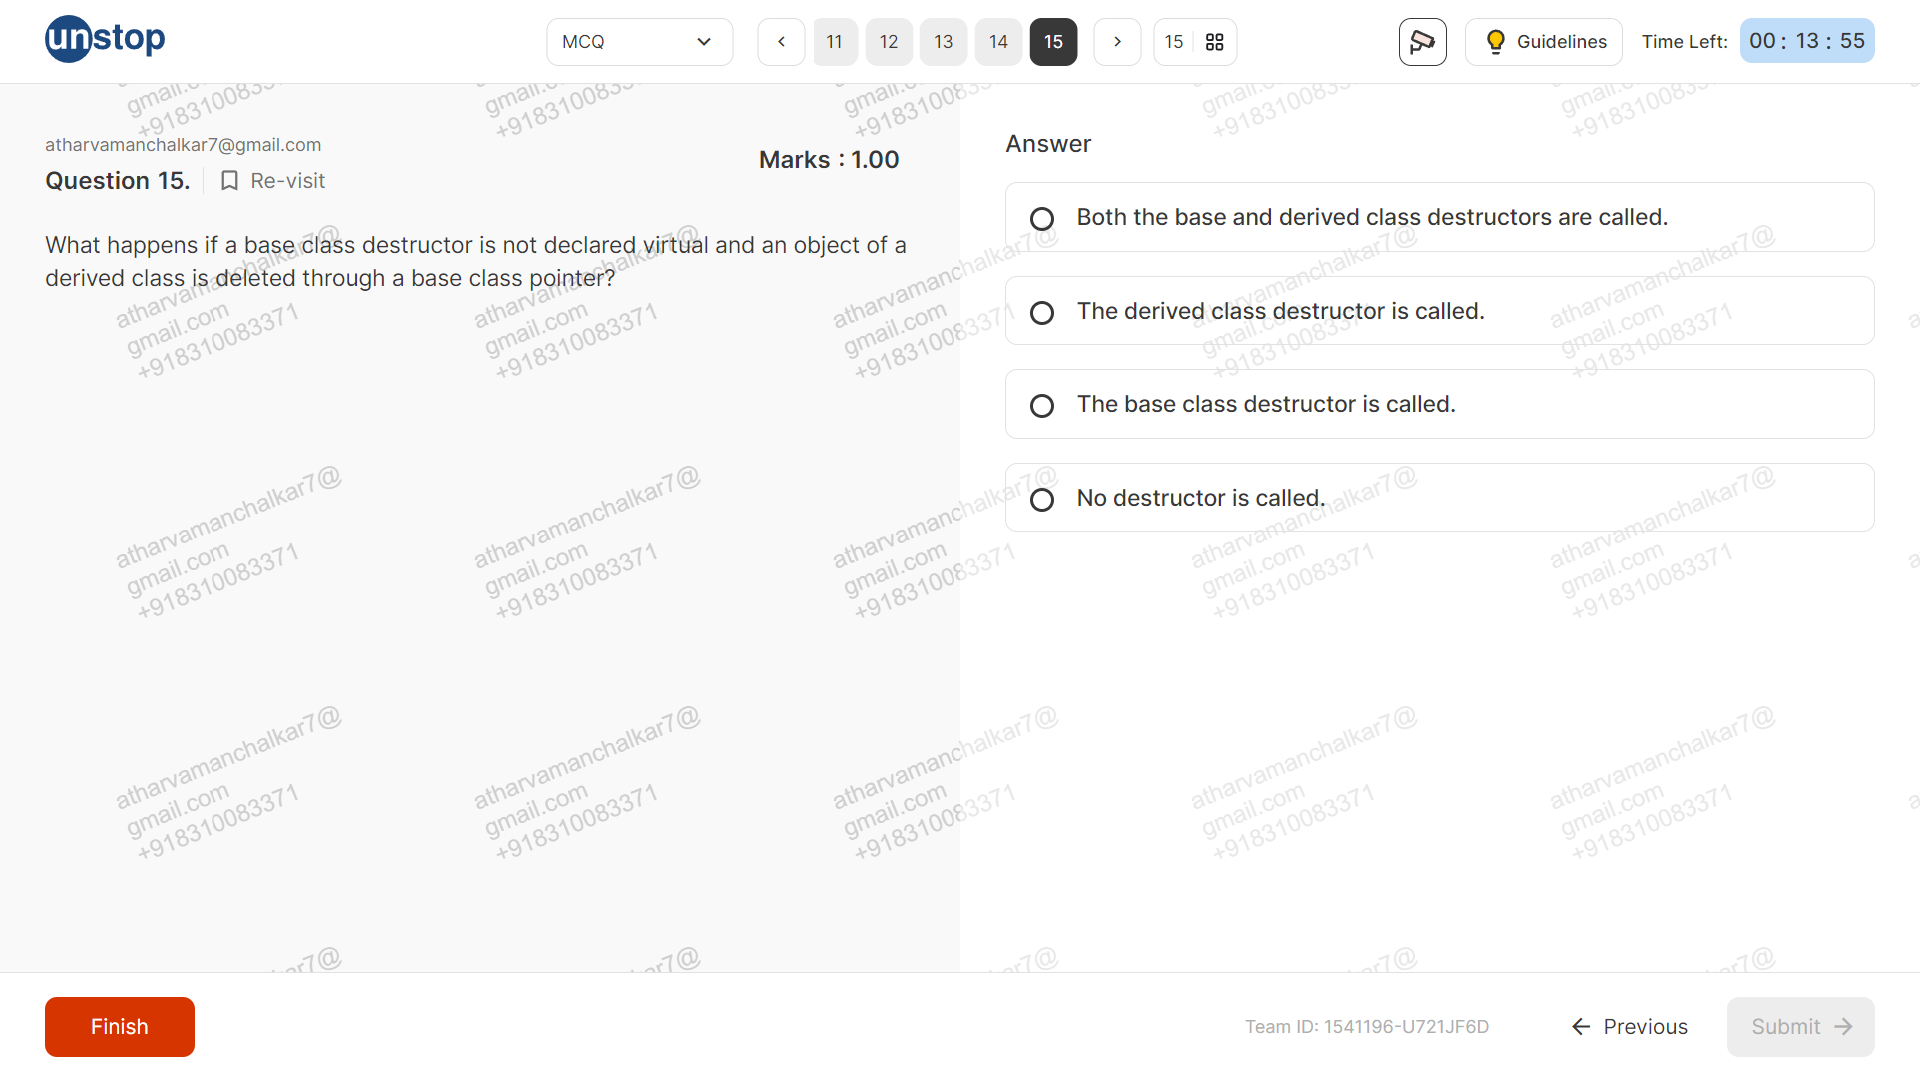 unstop
MCQ
11
12
13
14
15
15
Guidelines
Time Left:
00 : 13 : 55
atharvamanchalkar7@gmail.com
Marks : 1.00
Question 15.
Re-visit
What happens if a base class destructor is not declared virtual and an object of a
derived class is deleted through a base class pointer?
Answer
Both the base and derived class destructors are called.
The derived class destructor is called.
The base class destructor is called.
No destructor is called.
atharvamanchalkar7@
gmail.com
+918310083371
Finish
Team ID: 1541196-U721JF6D
Previous
Submit